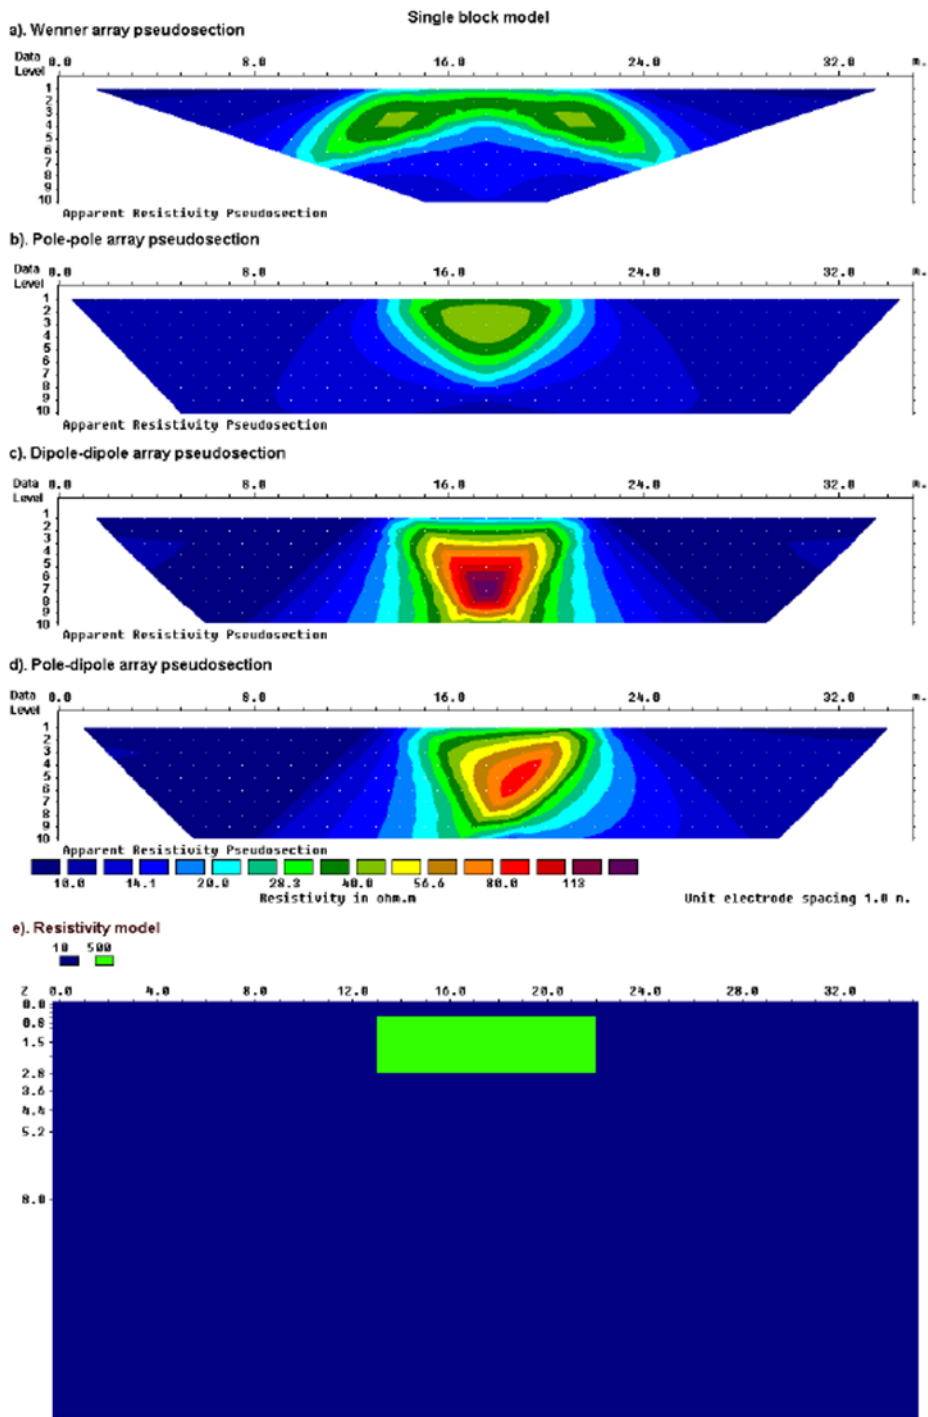 Single block model
a). Wenner array pseudosection
Data Level 0.0 8.0 16.0 24.0 32.0 m.
1
2
3
4
5
6
7
8
9
10
Apparent Resistivity Pseudosection
b). Pole-pole array pseudosection
Data Level 0.0 8.0 16.0 24.0 32.0 m.
1
2
3
4
5
6
7
8
9
10
Apparent Resistivity Pseudosection
c). Dipole-dipole array pseudosection
Data Level 0.0 8.0 16.0 24.0 32.0 m.
1
2
3
4
5
6
7
8
9
10
Apparent Resistivity Pseudosection
d). Pole-dipole array pseudosection
Data Level 0.0 8.0 16.0 24.0 32.0 m.
1
2
3
4
5
6
7
8
9
10
Apparent Resistivity Pseudosection
10.0 14.1 20.0 28.3 40.0 56.6 80.0 113
Resistivity in ohm.m Unit electrode spacing 1.0 m.
e). Resistivity model
10 500
Z 0.0 4.0 8.0 12.0 16.0 20.0 24.0 28.0 32.0
0.0
0.8
1.5
2.8
3.6
4.4
5.2
8.0